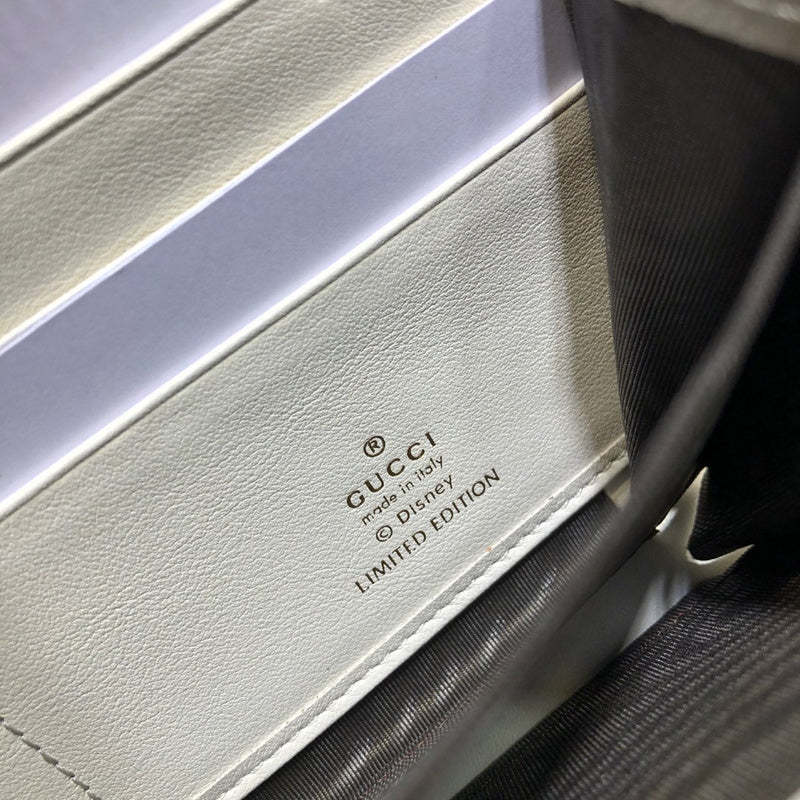 ®
GUCCI
made in italy
© Disney
LIMITED EDITION